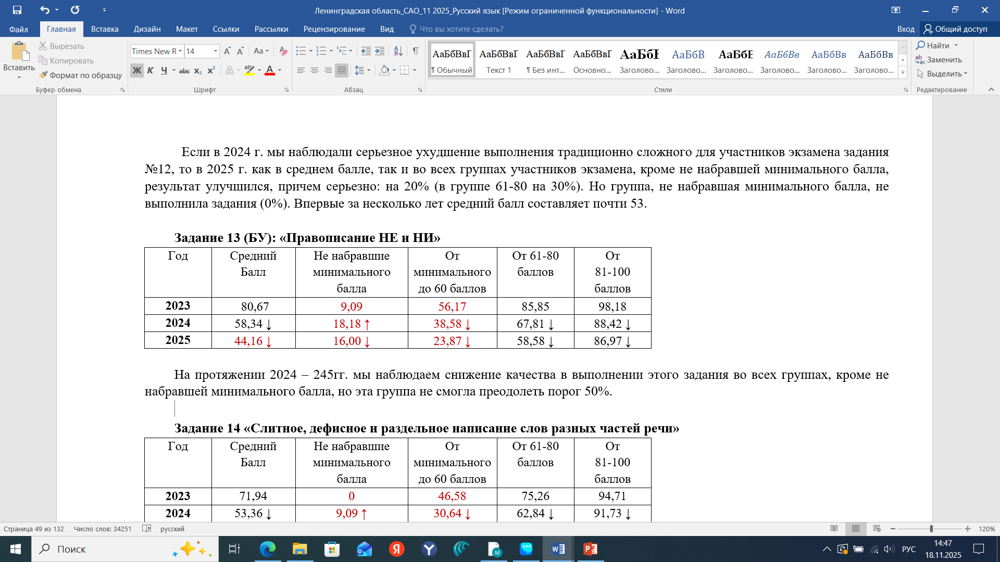 Ленинградская область_САО_11 2025_Русский язык [Режим ограниченной функциональности] - Word
Файл Главная Вставка Дизайн Макет Ссылки Рассылки Рецензирование Вид Что вы хотите сделать? Вход Общий доступ
Вставить
Вырезать
Копировать
Формат по образцу
Буфер обмена
Times New R 14
Ж К Ч abc x₂ x²
Шрифт
Абзац
АаБбВвГ АаБбВвГ АаБбВвГ АаБбВвГ АаБбІ АаБбВ АаБбЕ АаБбВв АаБбВв АаБбВв
¶ Обычный Текст 1 ¶ Без инт... Основно... Заголово... Заголово... Заголово... Заголово... Заголово... Заголово...
Стили
Найти
Заменить
Выделить
Редактирование
Если в 2024 г. мы наблюдали серьезное ухудшение выполнения традиционно сложного для участников экзамена задания
№12, то в 2025 г. как в среднем балле, так и во всех группах участников экзамена, кроме не набравшей минимального балла,
результат улучшился, причем серьезно: на 20% (в группе 61-80 на 30%). Но группа, не набравшая минимального балла, не
выполнила задания (0%). Впервые за несколько лет средний балл составляет почти 53.
Задание 13 (БУ): «Правописание НЕ и НИ»
Год Средний Балл Не набравшие минимального балла От минимального до 60 баллов От 61-80 баллов От 81-100 баллов
2023 80,67 9,09 56,17 85,85 98,18
2024 58,34 ↓ 18,18 ↑ 38,58 ↓ 67,81 ↓ 88,42 ↓
2025 44,16 ↓ 16,00 ↓ 23,87 ↓ 58,58 ↓ 86,97 ↓
На протяжении 2024 – 245гг. мы наблюдаем снижение качества в выполнении этого задания во всех группах, кроме не
набравшей минимального балла, но эта группа не смогла преодолеть порог 50%.
Задание 14 «Слитное, дефисное и раздельное написание слов разных частей речи»
Год Средний Балл Не набравшие минимального балла От минимального до 60 баллов От 61-80 баллов От 81-100 баллов
2023 71,94 0 46,58 75,26 94,71
2024 53,36 ↓ 9,09 ↑ 30,64 ↓ 62,84 ↓ 91,73 ↓
Страница 49 из 132 Число слов: 34251 русский 120%
Поиск
РУС
14:47
18.11.2025